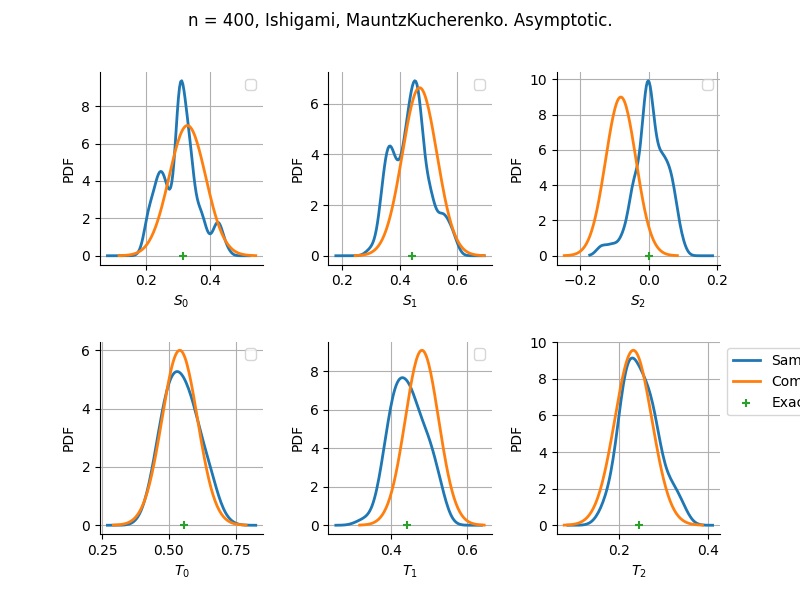 n = 400, Ishigami, MauntzKucherenko. Asymptotic.
PDF
8
6
4
2
0
0.2
0.4
S0
PDF
6
4
2
0
0.2
0.4
0.6
S1
PDF
10
8
6
4
2
0
−0.2
0.0
0.2
S2
PDF
6
4
2
0
0.25
0.50
0.75
T0
PDF
8
6
4
2
0
0.4
0.6
T1
PDF
10
8
6
4
2
0
0.2
0.4
T2
Sam
Com
Exac